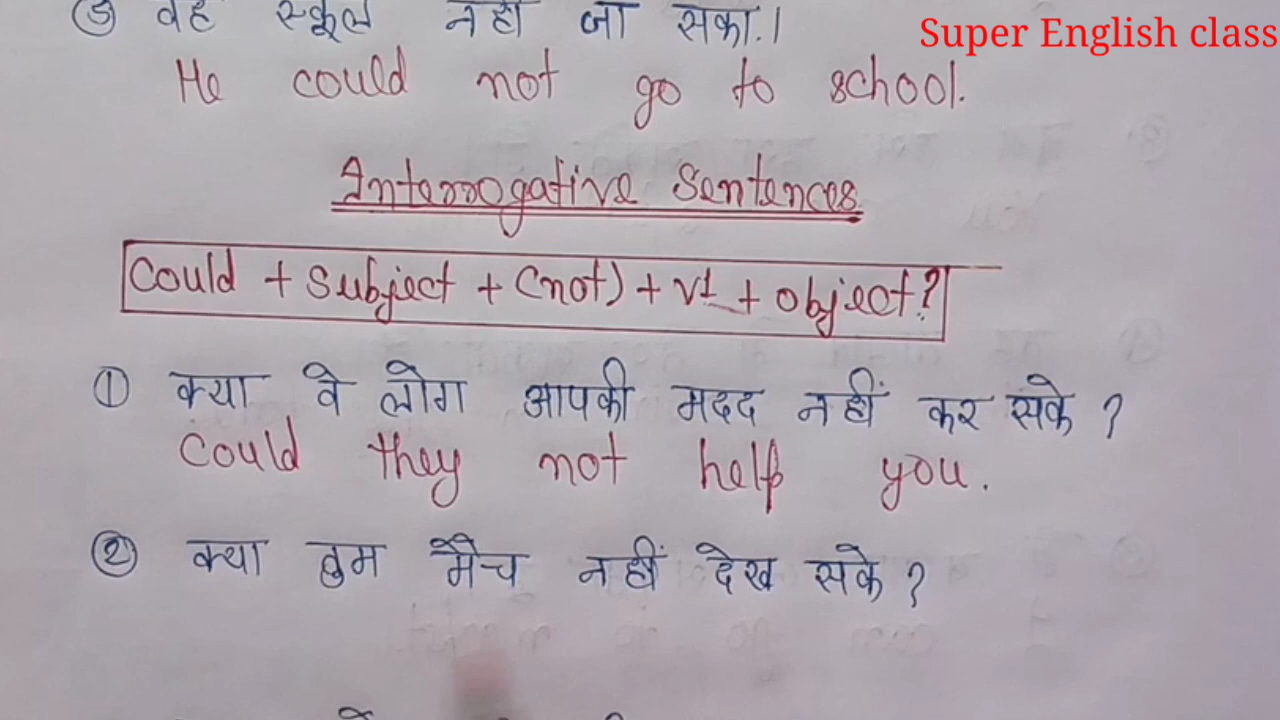 ③ वह स्कूल नहीं जा सका।
Super English class
He could not go to school.
Interrogative Sentences
Could + Subject + (not) + V1 + object?
① क्या वे लोग आपकी मदद नहीं कर सके ?
Could they not help you.
② क्या तुम मैच नहीं देख सके ?